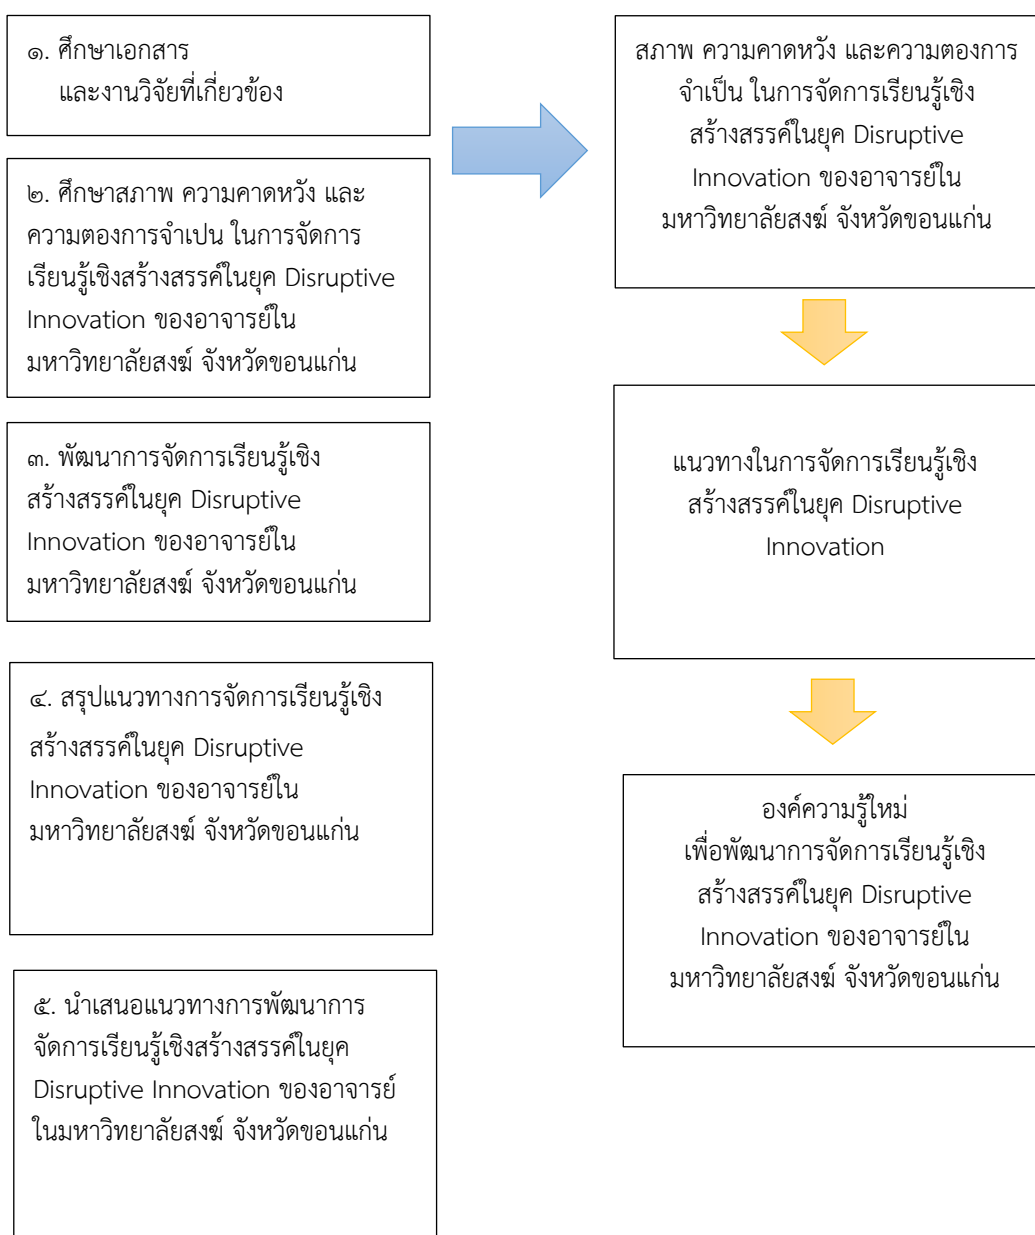 ๑. ศึกษาเอกสาร
และงานวิจัยที่เกี่ยวข้อง
๒. ศึกษาสภาพ ความคาดหวัง และ
ความตองการจำเปน ในการจัดการ
เรียนรู้เชิงสร้างสรรค์ในยุค Disruptive
Innovation ของอาจารย์ใน
มหาวิทยาลัยสงฆ์ จังหวัดขอนแก่น
๓. พัฒนาการจัดการเรียนรู้เชิง
สร้างสรรค์ในยุค Disruptive
Innovation ของอาจารย์ใน
มหาวิทยาลัยสงฆ์ จังหวัดขอนแก่น
๔. สรุปแนวทางการจัดการเรียนรู้เชิง
สร้างสรรค์ในยุค Disruptive
Innovation ของอาจารย์ใน
มหาวิทยาลัยสงฆ์ จังหวัดขอนแก่น
๕. นำเสนอแนวทางการพัฒนาการ
จัดการเรียนรู้เชิงสร้างสรรค์ในยุค
Disruptive Innovation ของอาจารย์
ในมหาวิทยาลัยสงฆ์ จังหวัดขอนแก่น
สภาพ ความคาดหวัง และความตองการ
จำเป็น ในการจัดการเรียนรู้เชิง
สร้างสรรค์ในยุค Disruptive
Innovation ของอาจารย์ใน
มหาวิทยาลัยสงฆ์ จังหวัดขอนแก่น
แนวทางในการจัดการเรียนรู้เชิง
สร้างสรรค์ในยุค Disruptive
Innovation
องค์ความรู้ใหม่
เพื่อพัฒนาการจัดการเรียนรู้เชิง
สร้างสรรค์ในยุค Disruptive
Innovation ของอาจารย์ใน
มหาวิทยาลัยสงฆ์ จังหวัดขอนแก่น